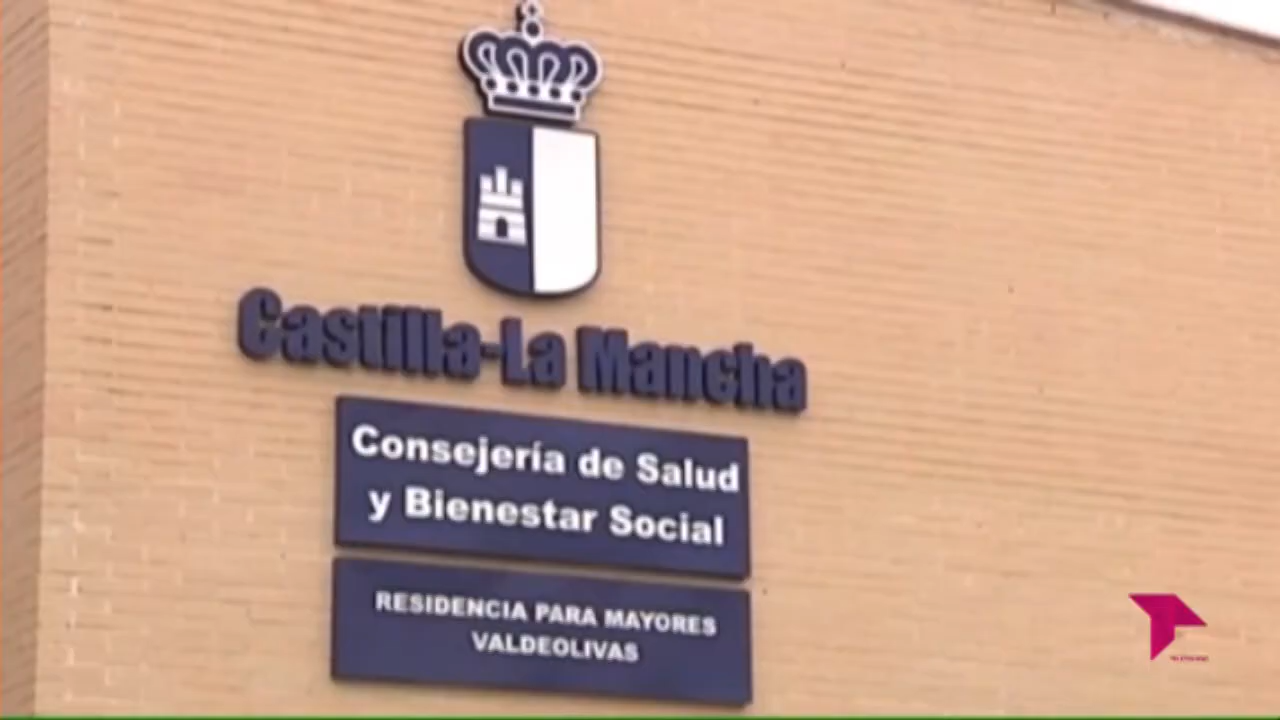 Castilla-La Mancha
Consejería de Salud
y Bienestar Social
RESIDENCIA PARA MAYORES
VALDEOLIVAS